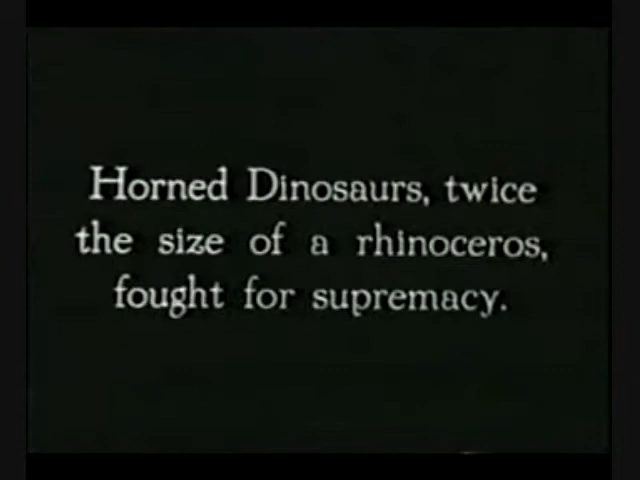 Horned Dinosaurs, twice
the size of a rhinoceros,
fought for supremacy.